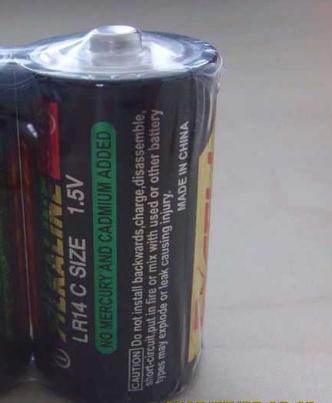 ALKALINE
LR14 C SIZE 1.5V
NO MERCURY AND CADMIUM ADDED
CAUTION Do not install backwards,charge,disassemble,
short-circuit,put in fire or mix with used or other battery
types may explode or leak causing injury.
MADE IN CHINA